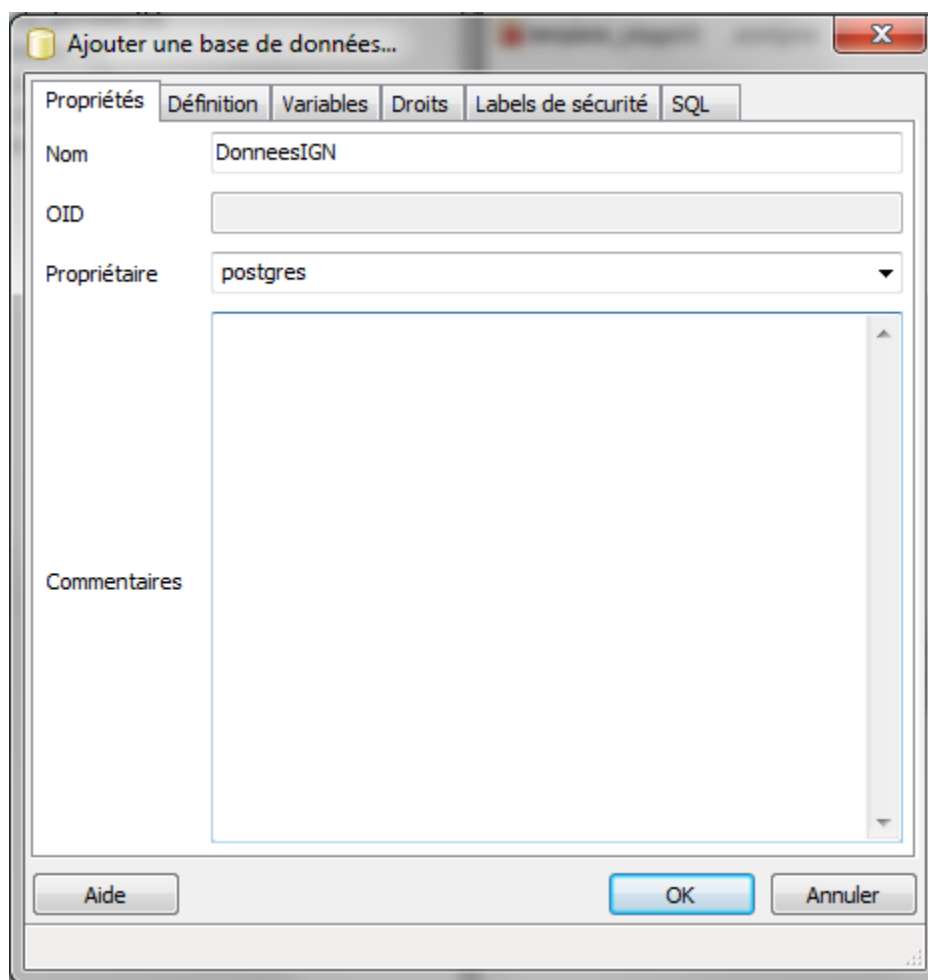 Ajouter une base de données...
Propriétés Définition Variables Droits Labels de sécurité SQL
Nom DonneesIGN
OID
Propriétaire postgres
Commentaires
Aide OK Annuler